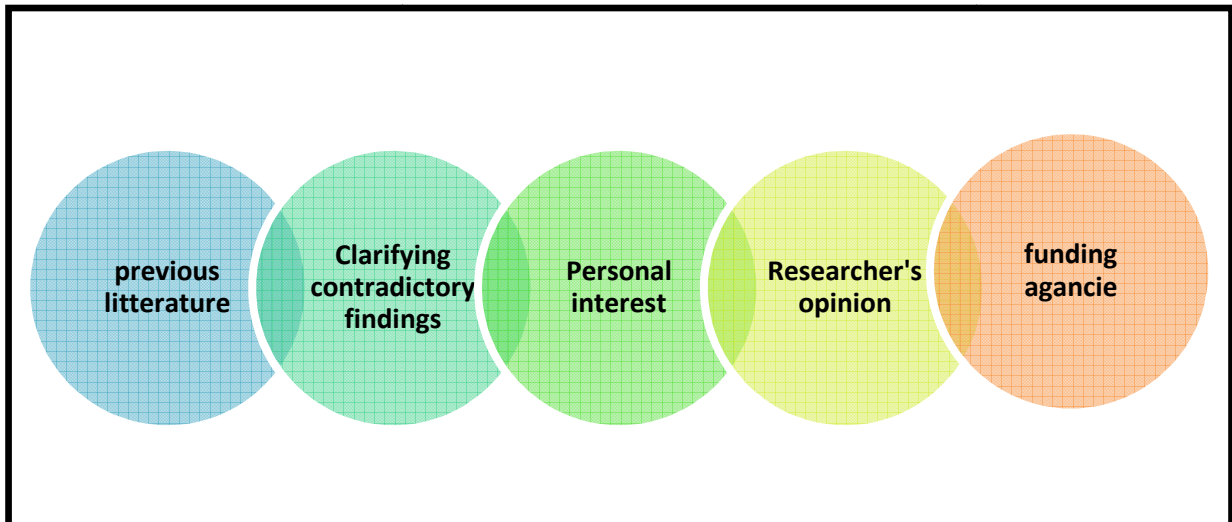 previous
litterature
Clarifying
contradictory
findings
Personal
interest
Researcher's
opinion
funding
agancie